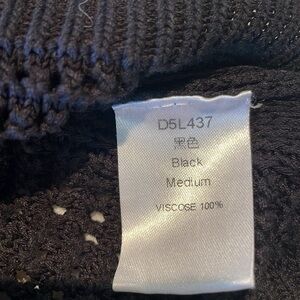 D5L437
黑色
Black
Medium
VISCOSE 100%